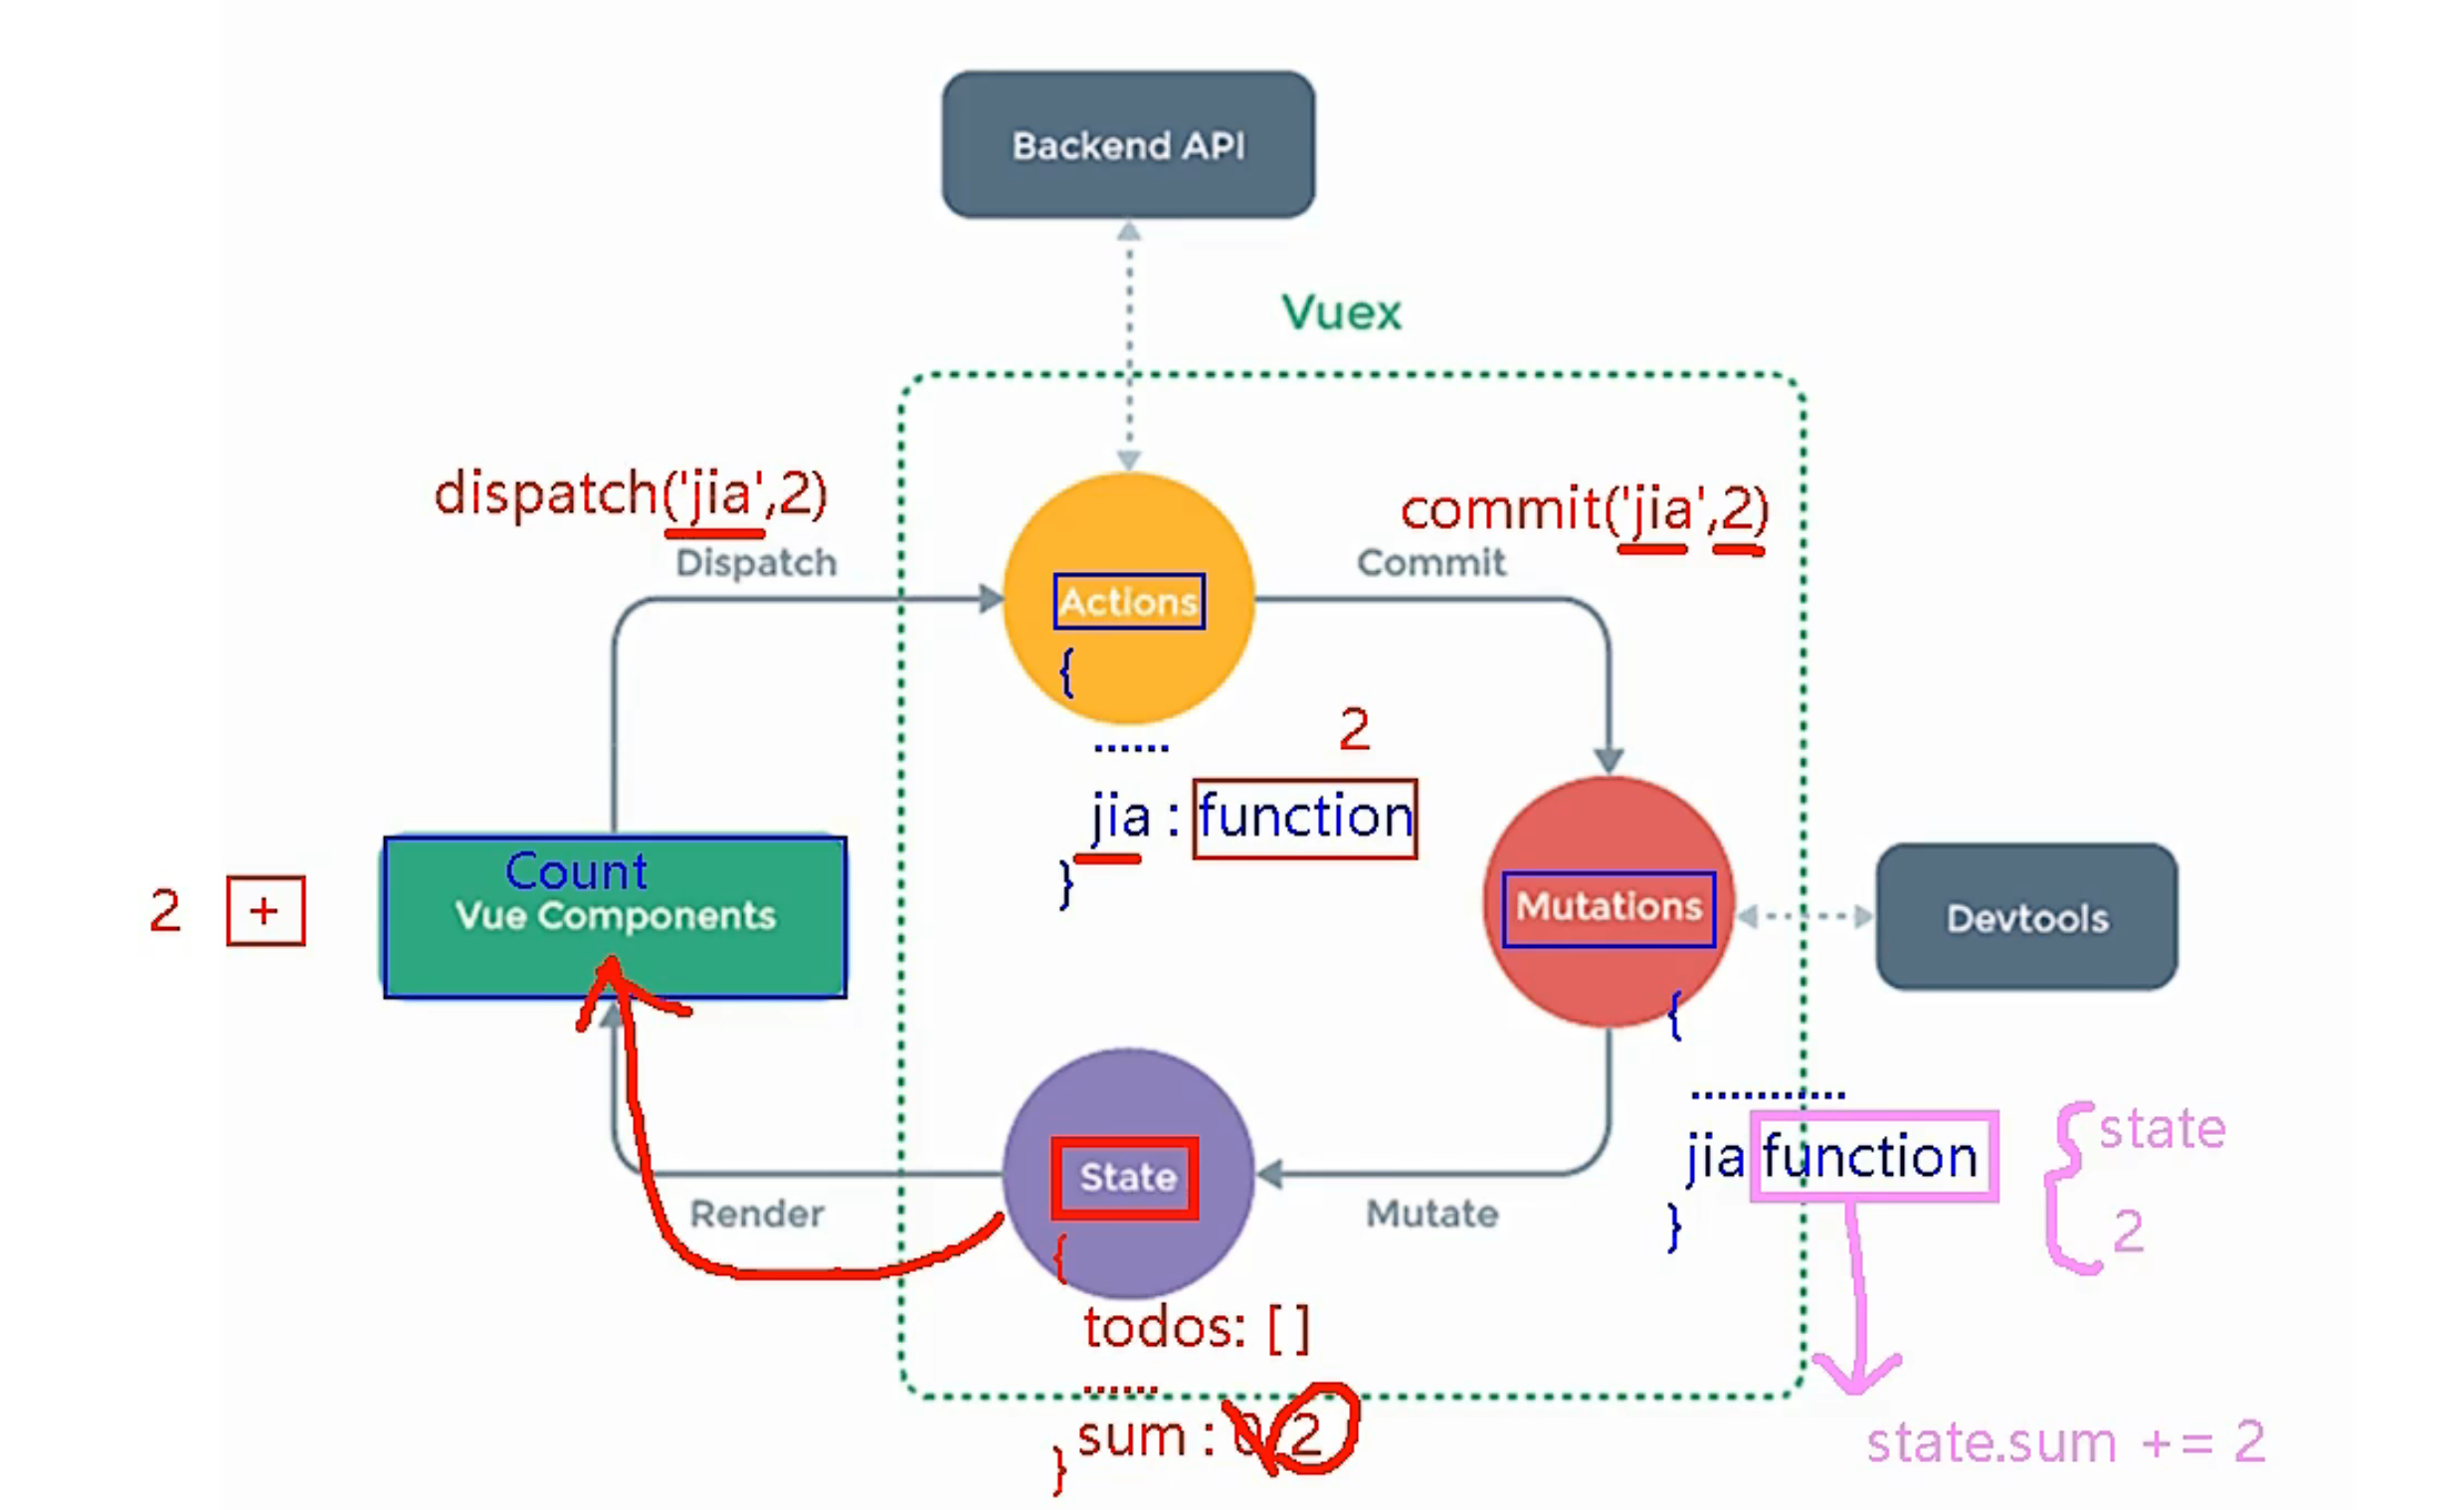 Backend API
Vuex
dispatch('jia',2)
commit('jia',2)
Dispatch
Commit
Actions
{
......
2
jia : function
}
Count
Vue Components
2 +
Mutations
Devtools
{
............
jia function
}
state
2
State
Render
Mutate
{
todos: [ ]
......
sum : 0 2
}
state.sum += 2